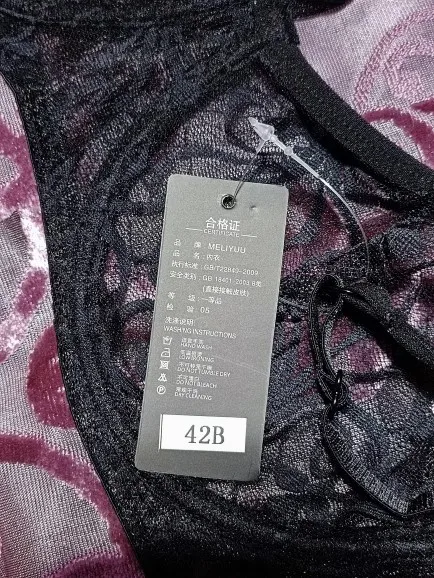 合格证
CERTIFICATE
品 牌: MELIYUU
品 名: 内衣
执行标准: GB/T22849-2009
安全类别: GB 18401-2003 B类
(直接接触皮肤)
等 级: 一等品
检 验: 05
洗涤说明
WASHING INSTRUCTIONS
HAND WASH
DO NOT TUMBLE DRY
DO NOT BLEACH
DRY CLEANING
42B